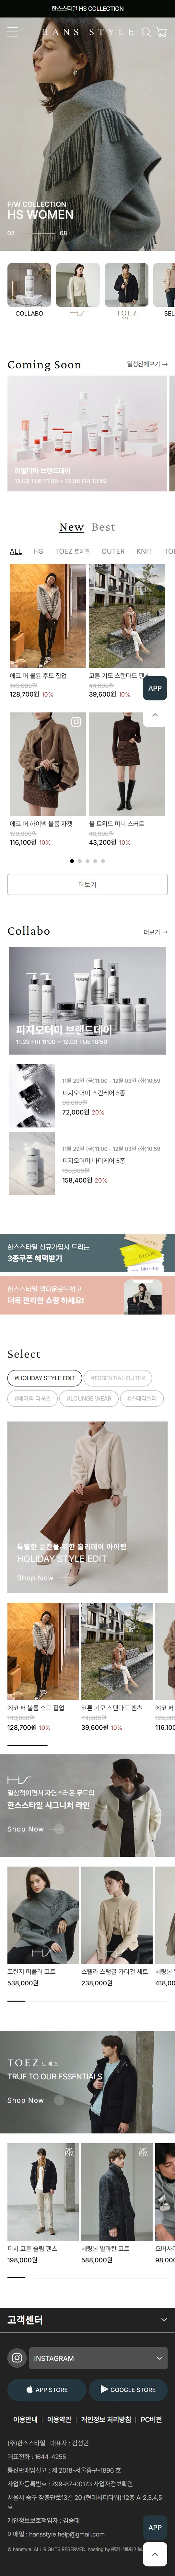 한스스타일 HS COLLECTION
HANS STYLE
F/W COLLECTION
HS WOMEN
03 08
COLLABO
TOEZ
SEL
Coming Soon
일정전체보기 →
리얼티마 브랜드데이
12.02 TUE 11:00 ~ 12.06 FRI 10:59
New Best
ALL HS TOEZ 토에즈 OUTER KNIT TO
에코 퍼 볼륨 후드 집업
143,000원
128,700원 10%
코튼 기모 스탠다드 팬츠
44,000원
39,600원 10%
APP
에코 퍼 하이넥 볼륨 자켓
129,000원
116,100원 10%
울 트위드 미니 스커트
48,000원
43,200원 10%
더보기
Collabo
더보기 →
피지오더미 브랜드데이
11.29 FRI 11:00 ~ 12.03 TUE 10:59
11월 29일 (금)11:00 - 12월 03일 (화)10:59
피지오더미 스킨케어 5종
90,000원
72,000원 20%
11월 29일 (금)11:00 - 12월 03일 (화)10:59
피지오더미 바디케어 5종
198,000원
158,400원 20%
한스스타일 신규가입시 드리는
3종쿠폰 혜택받기
한스스타일 앱다운로드하고
더욱 편리한 쇼핑 하세요!
Select
#HOLIDAY STYLE EDIT
#ESSENTIAL OUTER
#베이직 티셔츠
#LOUNGE WEAR
#스테디셀러
특별한 순간을 위한 홀리데이 아이템
HOLIDAY STYLE EDIT
Shop Now
에코 퍼 볼륨 후드 집업
143,000원
128,700원 10%
코튼 기모 스탠다드 팬츠
44,000원
39,600원 10%
에코 퍼
129,00
116,10
일상적이면서 자연스러운 무드의
한스스타일 시그니처 라인
Shop Now
프린지 머플러 코트
538,000원
스텔라 스팽글 가디건 세트
238,000원
헤링본
418,00
TOEZ 토에즈
TRUE TO OUR ESSENTIALS
Shop Now
피치 코튼 슬림 팬츠
198,000원
헤링본 발마칸 코트
588,000원
오버사이
98,000
고객센터
INSTAGRAM
APP STORE
GOOGLE STORE
이용안내 | 이용약관 | 개인정보 처리방침 | PC버전
(주)한스스타일 대표자 : 김성민
대표전화 : 1644-4255
통신판매업신고 : 제 2018-서울중구-1896 호
사업자등록번호 : 799-87-00173 사업자정보확인
서울시 중구 장충단로13길 20 (현대시티타워) 12층 A-2,3,4,5
호
개인정보보호책임자 : 김승태
이메일 : hansstyle.help@gmail.com
APP
© hanstyle. ALL RIGHTS RESERVED. hosting by